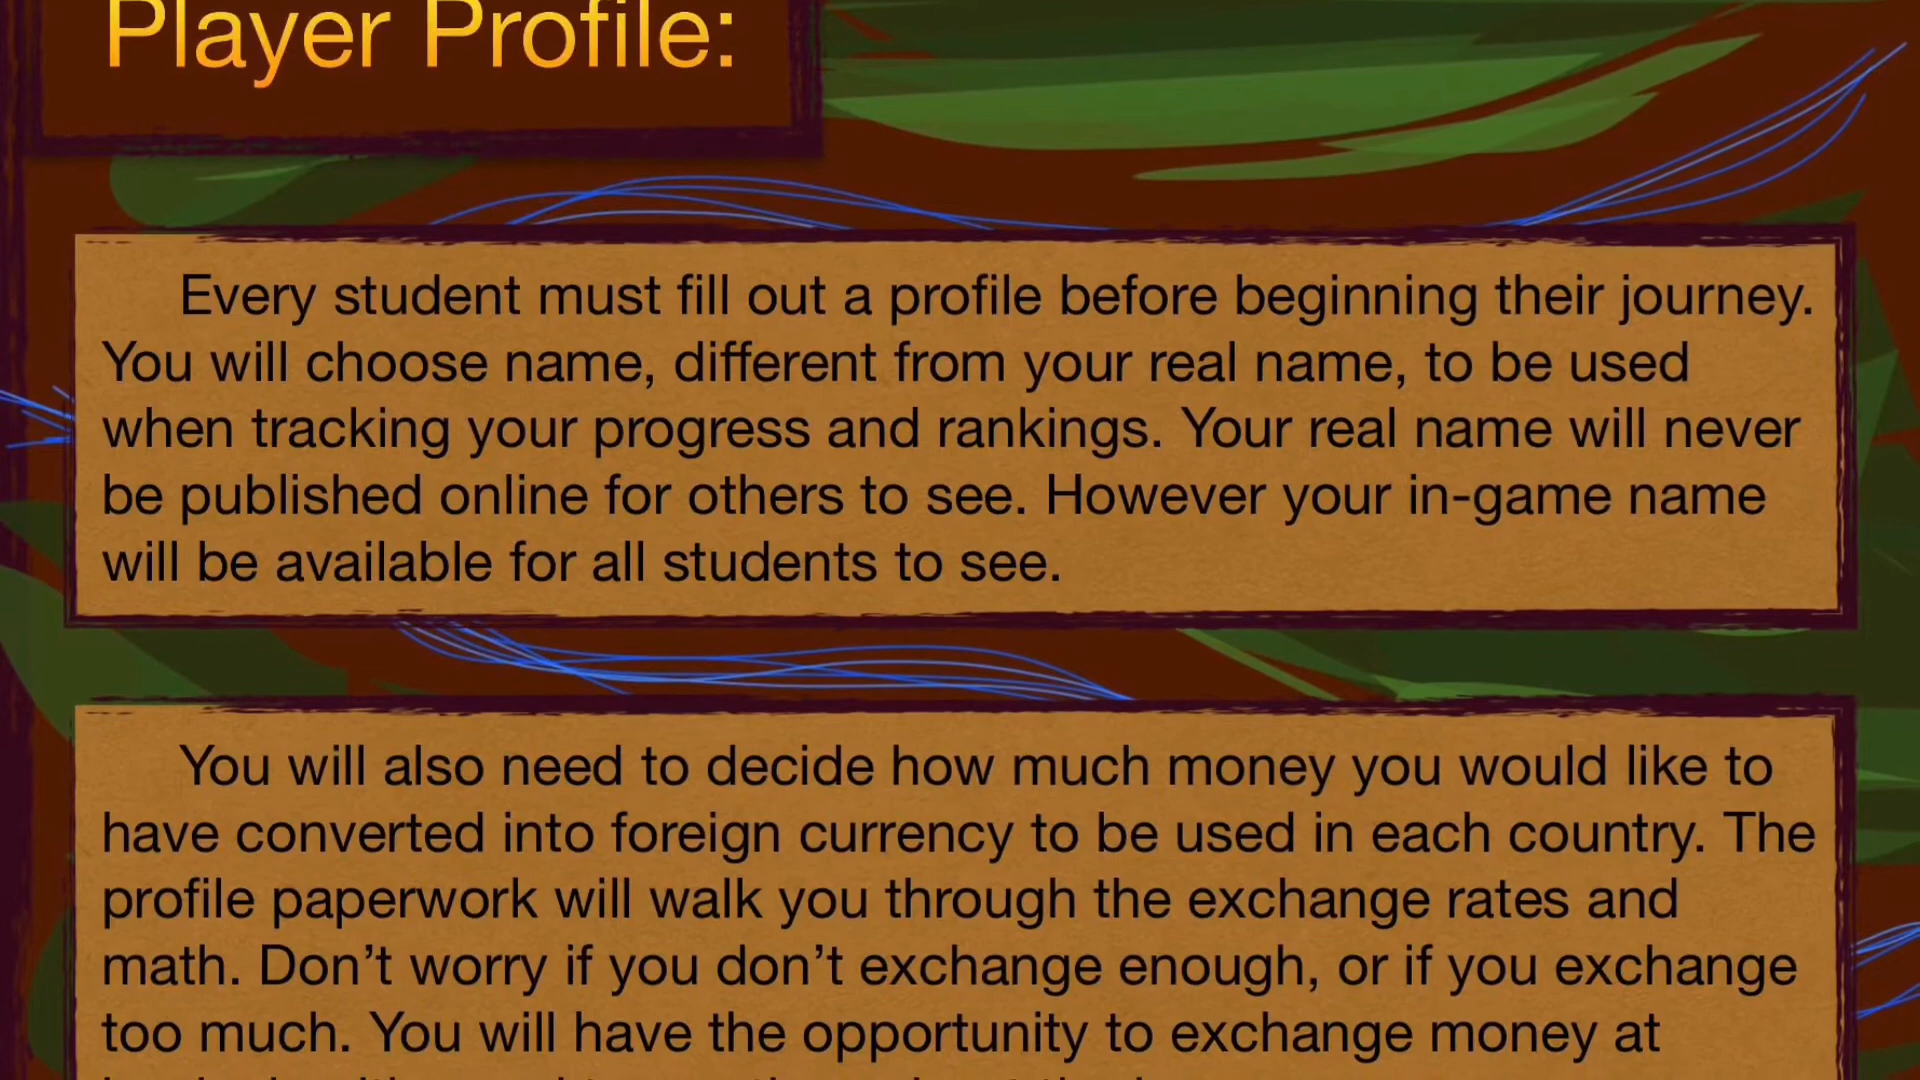 Player Profile:
Every student must fill out a profile before beginning their journey.
You will choose name, different from your real name, to be used
when tracking your progress and rankings. Your real name will never
be published online for others to see. However your in-game name
will be available for all students to see.
You will also need to decide how much money you would like to
have converted into foreign currency to be used in each country. The
profile paperwork will walk you through the exchange rates and
math. Don’t worry if you don’t exchange enough, or if you exchange
too much. You will have the opportunity to exchange money at